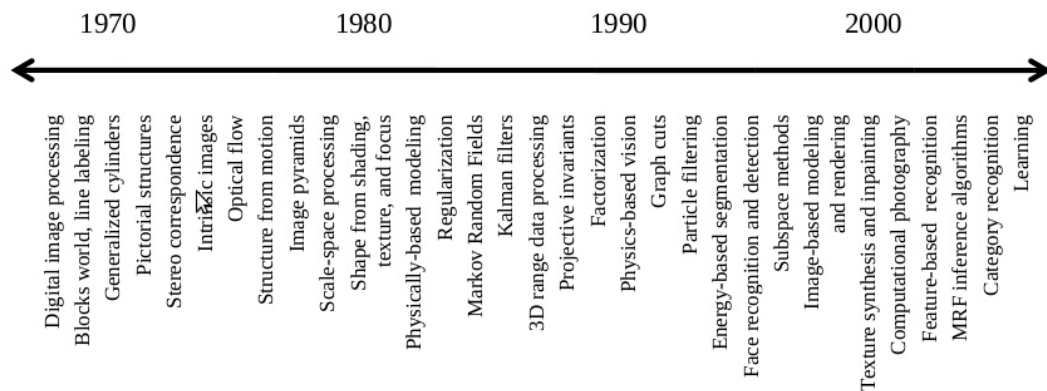 1970
1980
1990
2000
Digital image processing
Blocks world, line labeling
Generalized cylinders
Pictorial structures
Stereo correspondence
Intrinsic images
Optical flow
Structure from motion
Image pyramids
Scale-space processing
Shape from shading,
texture, and focus
Physically-based modeling
Regularization
Markov Random Fields
Kalman filters
3D range data processing
Projective invariants
Factorization
Physics-based vision
Graph cuts
Particle filtering
Energy-based segmentation
Face recognition and detection
Subspace methods
Image-based modeling
and rendering
Texture synthesis and inpainting
Computational photography
Feature-based recognition
MRF inference algorithms
Category recognition
Learning